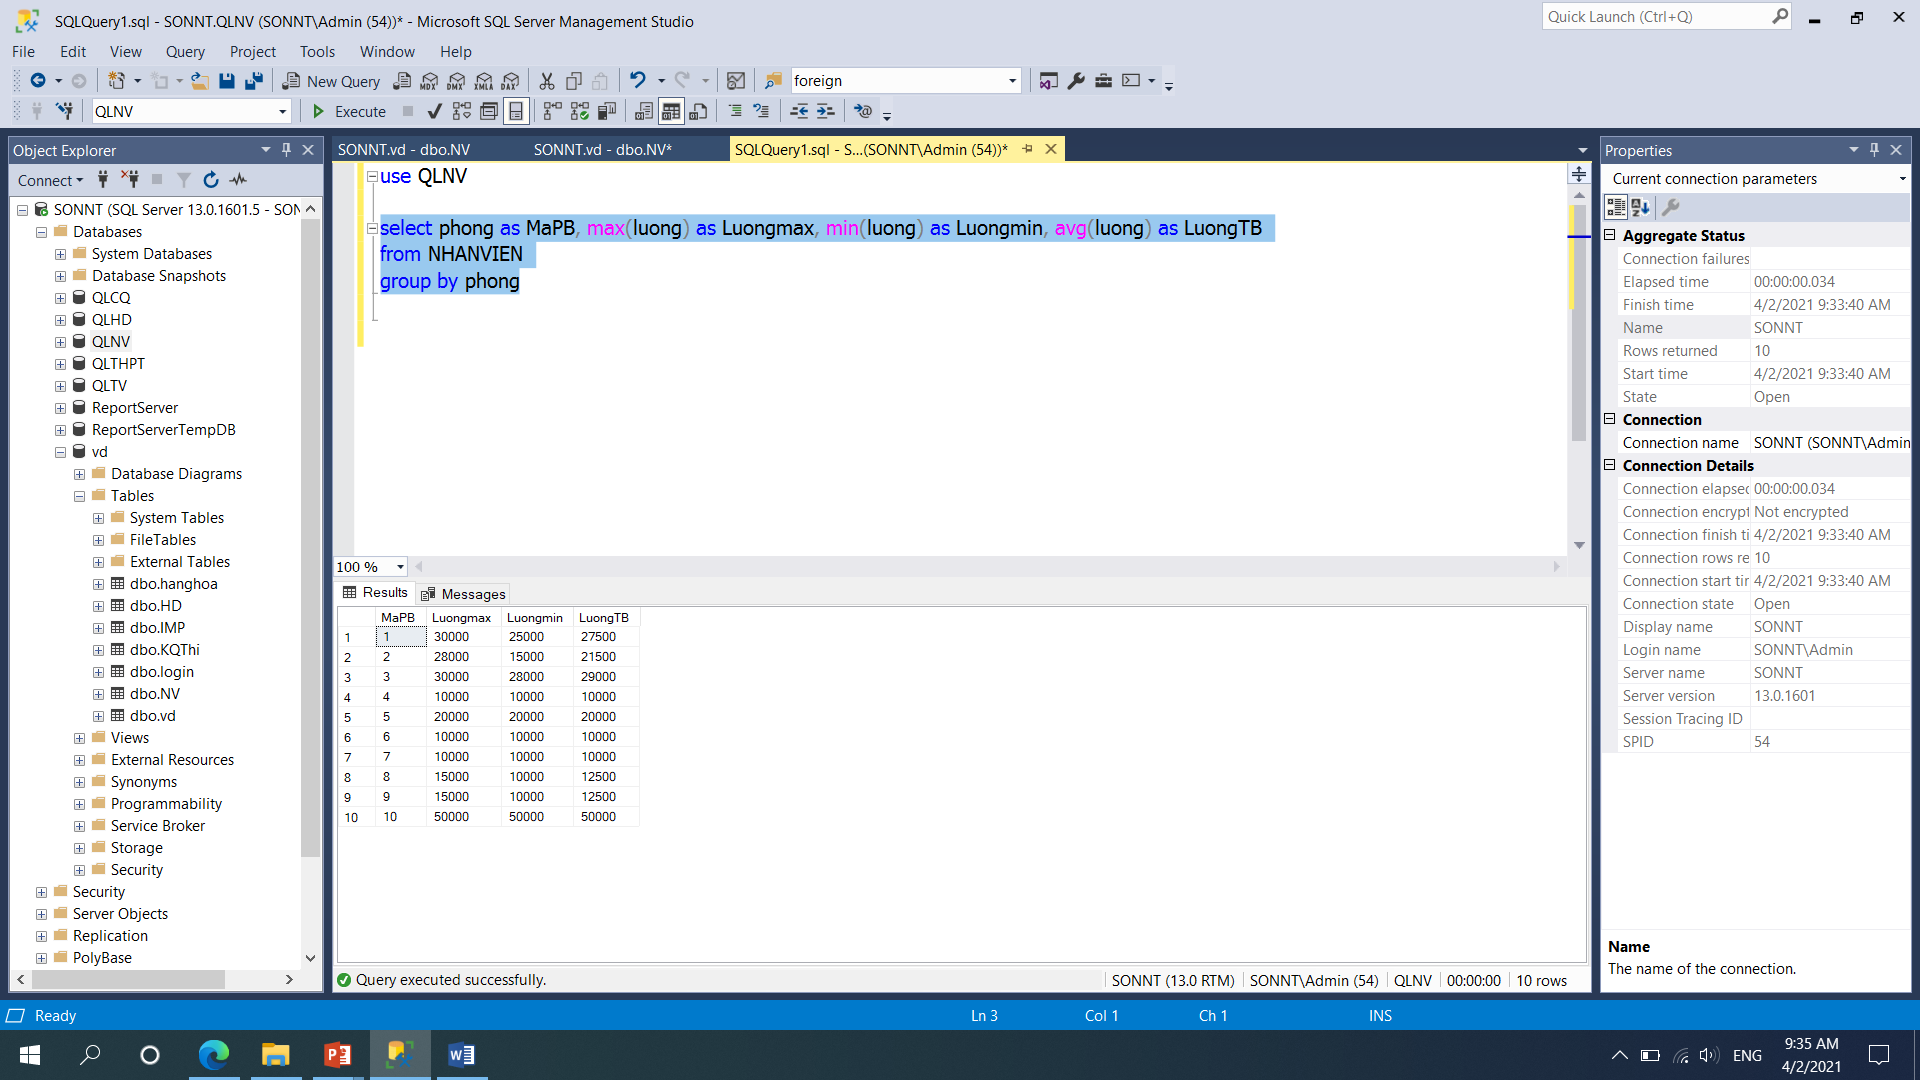 SQLQuery1.sql - SONNT.QLNV (SONNT\Admin (54))* - Microsoft SQL Server Management Studio
Quick Launch (Ctrl+Q)
File Edit View Query Project Tools Window Help
New Query
MDX DMX XMLA DAX
foreign
QLNV
Execute
Object Explorer
Connect
SONNT (SQL Server 13.0.1601.5 - SON
Databases
System Databases
Database Snapshots
QLCQ
QLHD
QLNV
QLTHPT
QLTV
ReportServer
ReportServerTempDB
vd
Database Diagrams
Tables
System Tables
FileTables
External Tables
dbo.hanghoa
dbo.HD
dbo.IMP
dbo.KQThi
dbo.login
dbo.NV
dbo.vd
Views
External Resources
Synonyms
Programmability
Service Broker
Storage
Security
Security
Server Objects
Replication
PolyBase
SONNT.vd - dbo.NV
SONNT.vd - dbo.NV*
SQLQuery1.sql - S...(SONNT\Admin (54))*
use QLNV
select phong as MaPB, max(luong) as Luongmax, min(luong) as Luongmin, avg(luong) as LuongTB
from NHANVIEN
group by phong
100 %
Results
Messages
MaPB Luongmax Luongmin LuongTB
1 1 30000 25000 27500
2 2 28000 15000 21500
3 3 30000 28000 29000
4 4 10000 10000 10000
5 5 20000 20000 20000
6 6 10000 10000 10000
7 7 10000 10000 10000
8 8 15000 10000 12500
9 9 15000 10000 12500
10 10 50000 50000 50000
Query executed successfully.
SONNT (13.0 RTM) SONNT\Admin (54) QLNV 00:00:00 10 rows
Properties
Current connection parameters
Aggregate Status
Connection failures
Elapsed time 00:00:00.034
Finish time 4/2/2021 9:33:40 AM
Name SONNT
Rows returned 10
Start time 4/2/2021 9:33:40 AM
State Open
Connection
Connection name SONNT (SONNT\Admin
Connection Details
Connection elapsed 00:00:00.034
Connection encrypt Not encrypted
Connection finish ti 4/2/2021 9:33:40 AM
Connection rows re 10
Connection start tir 4/2/2021 9:33:40 AM
Connection state Open
Display name SONNT
Login name SONNT\Admin
Server name SONNT
Server version 13.0.1601
Session Tracing ID
SPID 54
Name
The name of the connection.
Ready
Ln 3 Col 1 Ch 1 INS
ENG
9:35 AM
4/2/2021